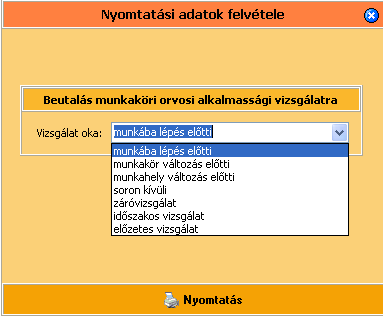 Nyomtatási adatok felvétele
Beutalás munkaköri orvosi alkalmassági vizsgálatra
Vizsgálat oka: munkába lépés előtti
munkába lépés előtti
munkakör változás előtti
munkahely változás előtti
soron kívüli
záróvizsgálat
időszakos vizsgálat
előzetes vizsgálat
Nyomtatás